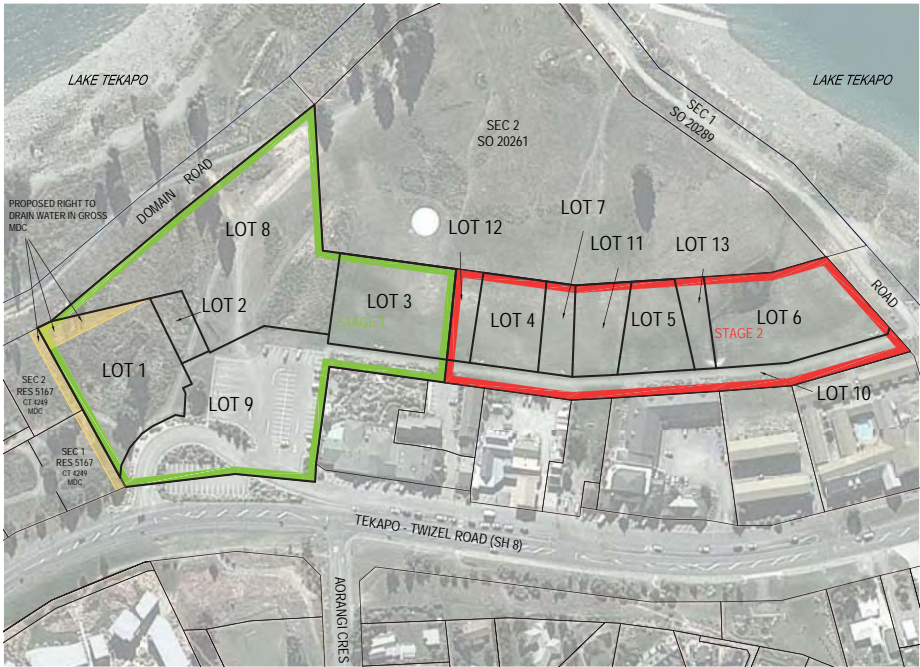 LAKE TEKAPO
LAKE TEKAPO
SEC 1
SO 20289
SEC 2
SO 20261
DOMAIN ROAD
PROPOSED RIGHT TO
DRAIN WATER IN GROSS
MDC
LOT 8
LOT 12
LOT 7
LOT 11
LOT 13
ROAD
LOT 2
LOT 3
STAGE 1
LOT 4
LOT 5
LOT 6
STAGE 2
LOT 1
LOT 9
LOT 10
SEC 2
RES 5167
CT 4249
MDC
SEC 1
RES 5167
CT 4249
MDC
TEKAPO - TWIZEL ROAD (SH 8)
AORANGI CRES